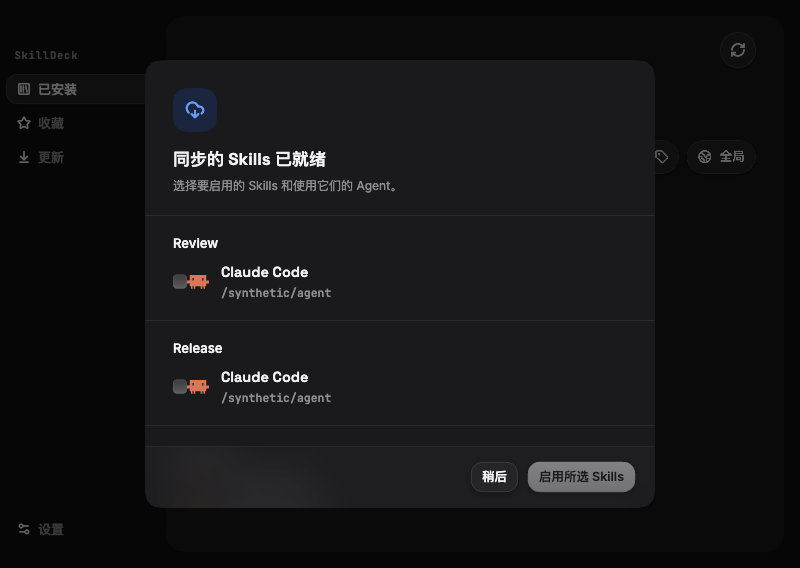 SkillDeck
已安装
收藏
更新
全局
同步的 Skills 已就绪
选择要启用的 Skills 和使用它们的 Agent。
Review
Claude Code
/synthetic/agent
Release
Claude Code
/synthetic/agent
稍后
启用所选 Skills
设置